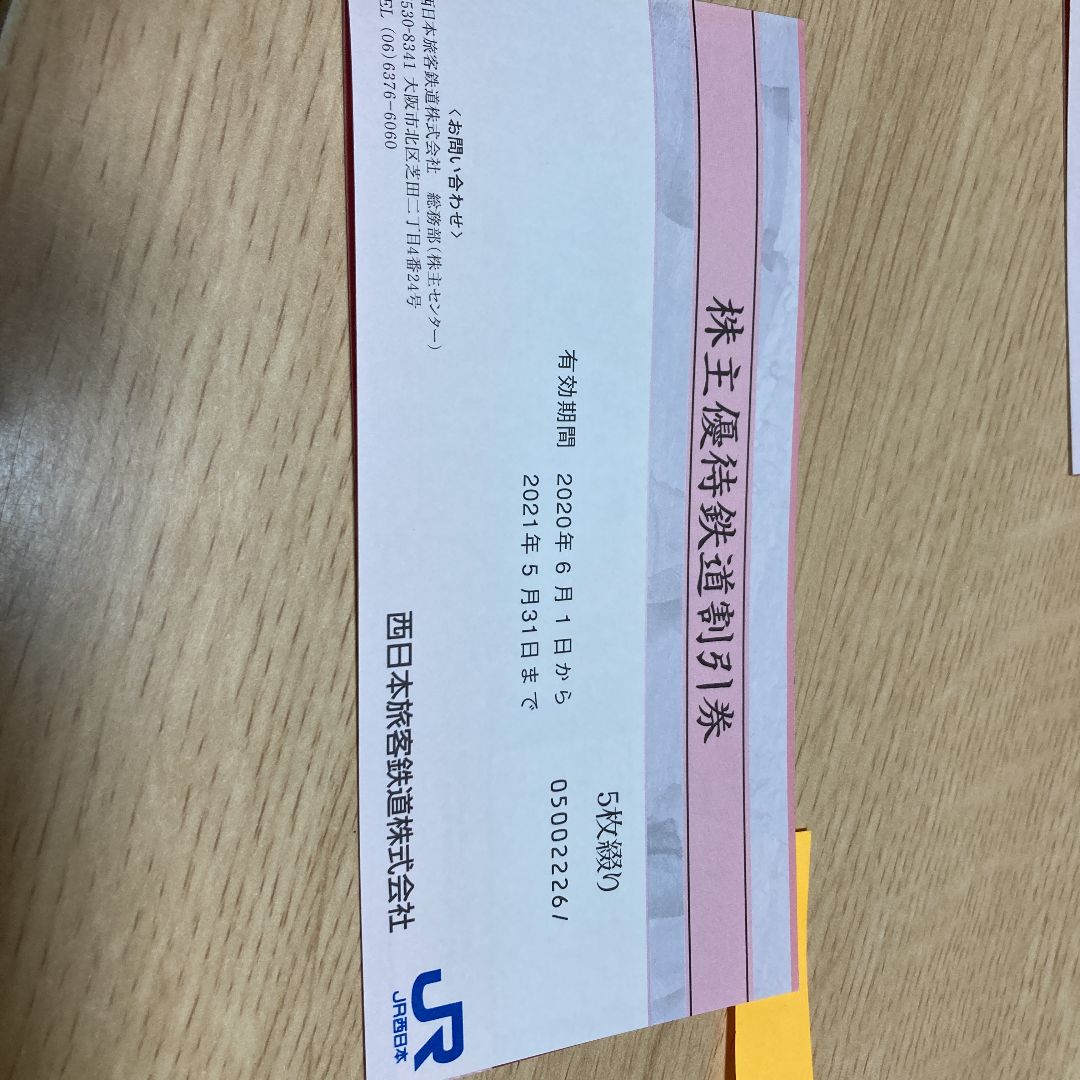 株主優待鉄道割引券
5枚綴り
有効期間 2020年6月1日から
2021年5月31日まで
05002226/
〈お問い合わせ〉
西日本旅客鉄道株式会社 総務部(株主センター)
530-8341 大阪市北区芝田二丁目4番24号
TEL (06)6376-6060
西日本旅客鉄道株式会社
JR
JR西日本